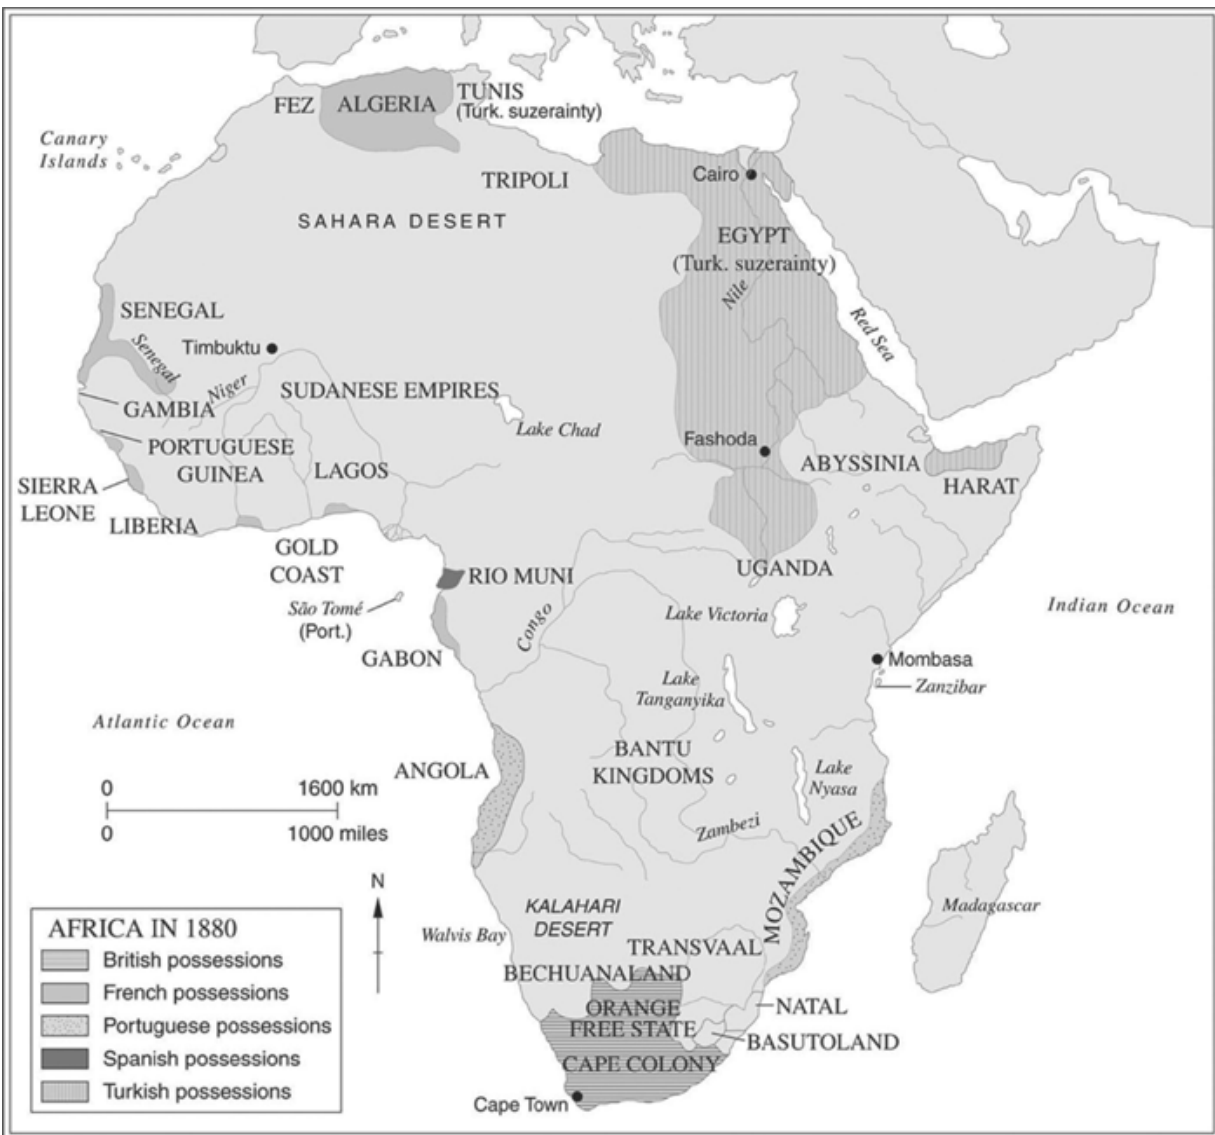 FEZ
ALGERIA
TUNIS
(Turk. suzerainty)
Canary
Islands
TRIPOLI
Cairo
SAHARA DESERT
EGYPT
(Turk. suzerainty)
Nile
Red Sea
SENEGAL
Senegal
Timbuktu
Niger
SUDANESE EMPIRES
GAMBIA
Lake Chad
PORTUGUESE
GUINEA
LAGOS
Fashoda
ABYSSINIA
HARAT
SIERRA
LEONE
LIBERIA
GOLD
COAST
RIO MUNI
UGANDA
São Tomé
(Port.)
Congo
Lake Victoria
Indian Ocean
GABON
Mombasa
Zanzibar
Lake
Tanganyika
Atlantic Ocean
ANGOLA
BANTU
KINGDOMS
Lake
Nyasa
0 1600 km
0 1000 miles
Zambezi
MOZAMBIQUE
N
KALAHARI
DESERT
Walvis Bay
Madagascar
TRANSVAAL
BECHUANALAND
ORANGE
FREE STATE
NATAL
BASUTOLAND
CAPE COLONY
Cape Town
AFRICA IN 1880
British possessions
French possessions
Portuguese possessions
Spanish possessions
Turkish possessions